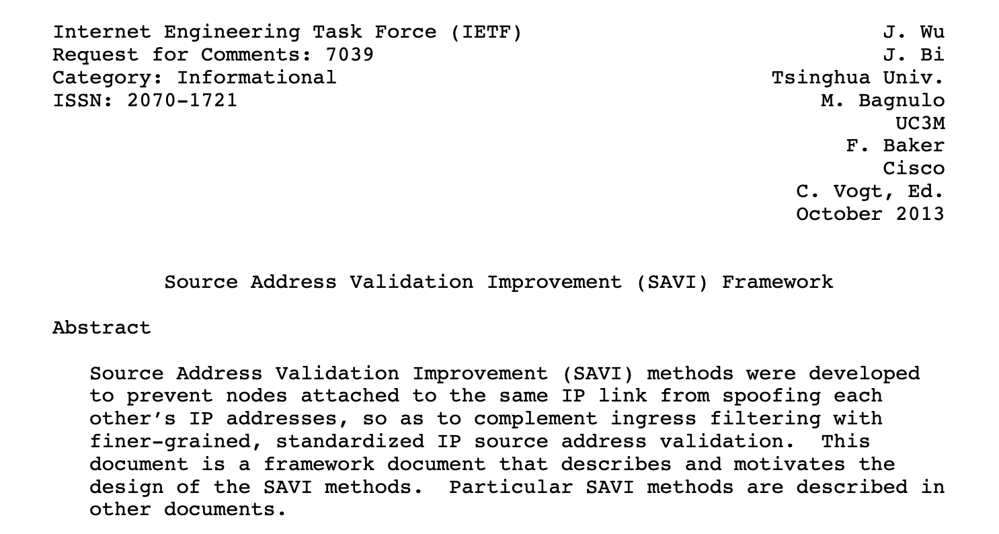 Internet Engineering Task Force (IETF) J. Wu
Request for Comments: 7039 J. Bi
Category: Informational Tsinghua Univ.
ISSN: 2070-1721 M. Bagnulo
UC3M
F. Baker
Cisco
C. Vogt, Ed.
October 2013
Source Address Validation Improvement (SAVI) Framework
Abstract
Source Address Validation Improvement (SAVI) methods were developed
to prevent nodes attached to the same IP link from spoofing each
other's IP addresses, so as to complement ingress filtering with
finer-grained, standardized IP source address validation.  This
document is a framework document that describes and motivates the
design of the SAVI methods.  Particular SAVI methods are described in
other documents.